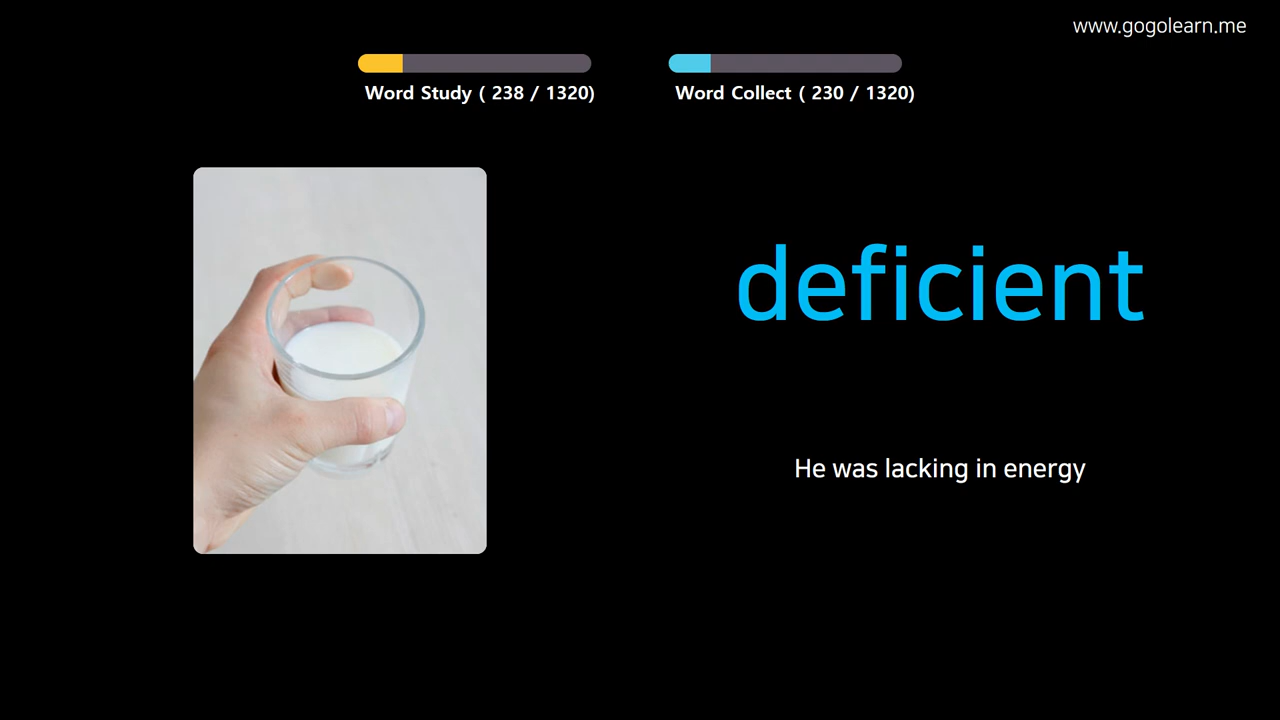 www.gogolearn.me
Word Study ( 238 / 1320)
Word Collect ( 230 / 1320)
deficient
He was lacking in energy